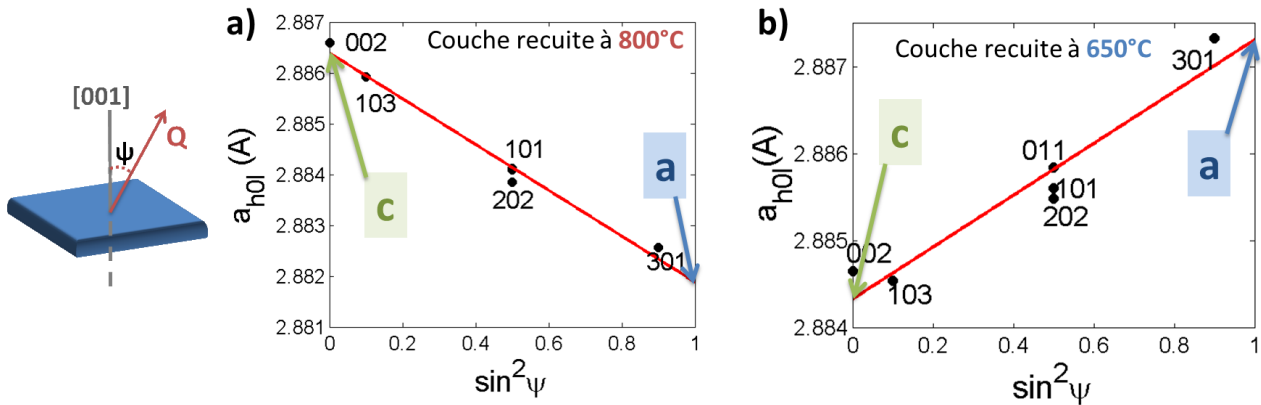 [001]
ψ
Q
a)
Couche recuite à 800°C
2.887
2.886
2.885
2.884
2.883
2.882
2.881
a_h0l (A)
002
103
101
202
301
c
a
0
0.2
0.4
0.6
0.8
1
sin²ψ
b)
Couche recuite à 650°C
2.887
2.886
2.885
2.884
a_h0l (A)
301
011
101
202
002
103
c
a
0
0.2
0.4
0.6
0.8
1
sin²ψ